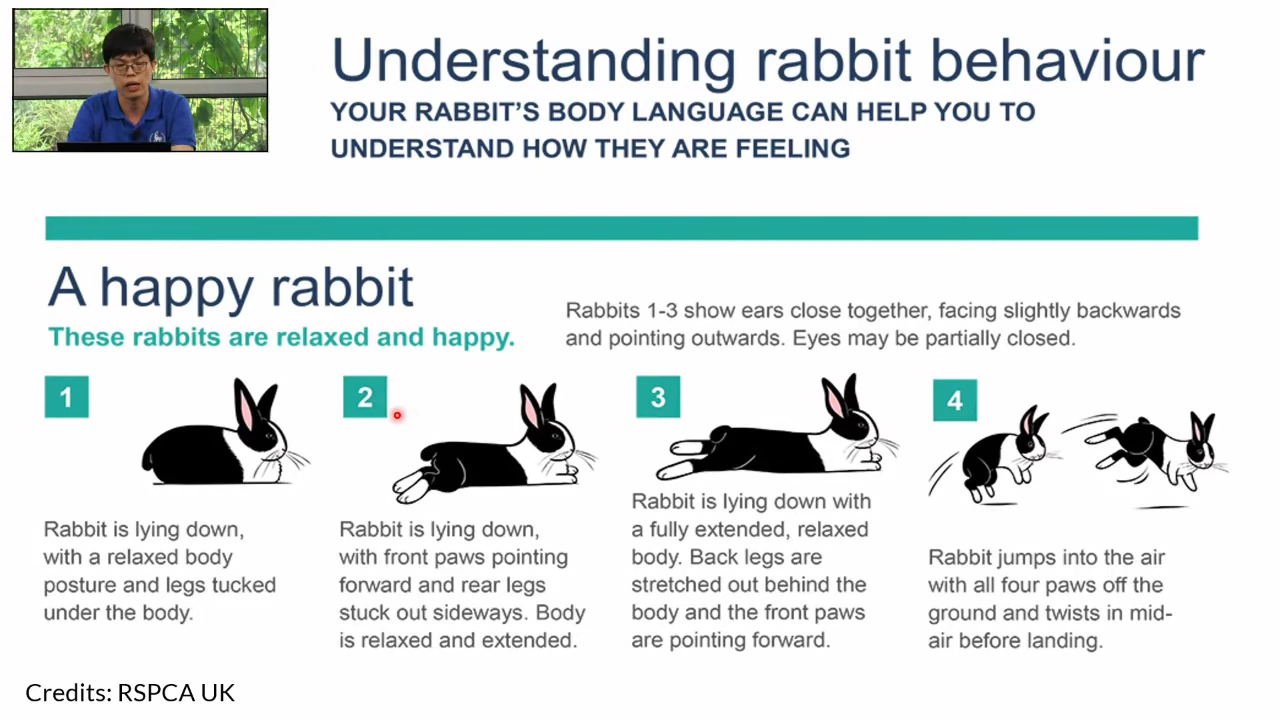 Understanding rabbit behaviour
YOUR RABBIT'S BODY LANGUAGE CAN HELP YOU TO
UNDERSTAND HOW THEY ARE FEELING
A happy rabbit
These rabbits are relaxed and happy.
Rabbits 1-3 show ears close together, facing slightly backwards
and pointing outwards. Eyes may be partially closed.
1
Rabbit is lying down,
with a relaxed body
posture and legs tucked
under the body.
2
Rabbit is lying down,
with front paws pointing
forward and rear legs
stuck out sideways. Body
is relaxed and extended.
3
Rabbit is lying down with
a fully extended, relaxed
body. Back legs are
stretched out behind the
body and the front paws
are pointing forward.
4
Rabbit jumps into the air
with all four paws off the
ground and twists in mid-
air before landing.
Credits: RSPCA UK